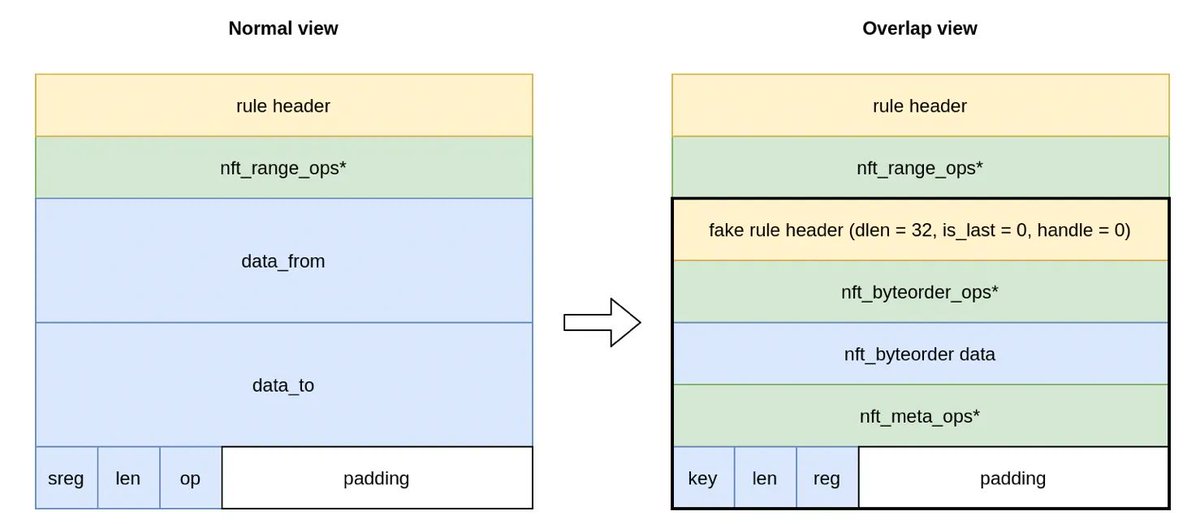 Normal view
rule header
nft_range_ops*
data_from
data_to
sreg len op padding
Overlap view
rule header
nft_range_ops*
fake rule header (dlen = 32, is_last = 0, handle = 0)
nft_byteorder_ops*
nft_byteorder data
nft_meta_ops*
key len reg padding